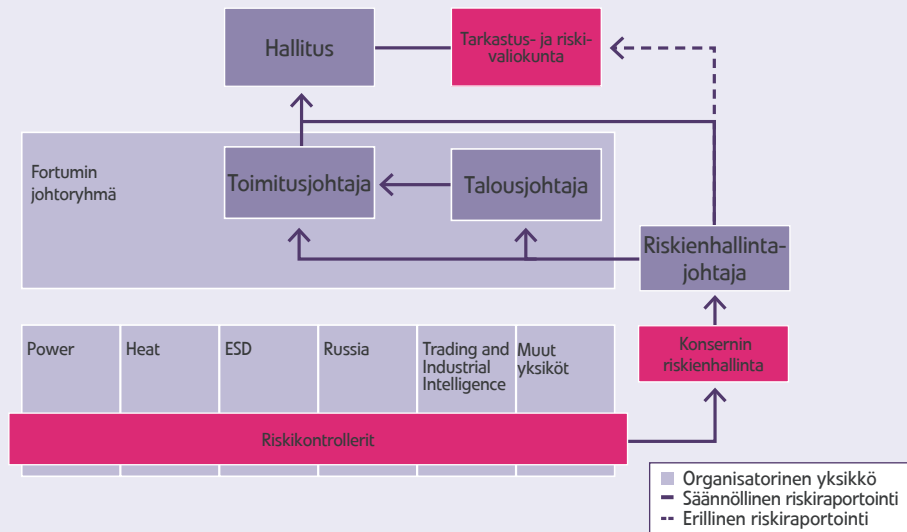 Hallitus
Tarkastus- ja riski-
valiokunta
Fortumin
johtoryhmä
Toimitusjohtaja
Talousjohtaja
Riskienhallinta-
johtaja
Power
Heat
ESD
Russia
Trading and
Industrial
Intelligence
Muut
yksiköt
Konsernin
riskienhallinta
Riskikontrollerit
Organisatorinen yksikkö
Säännöllinen riskiraportointi
Erillinen riskiraportointi